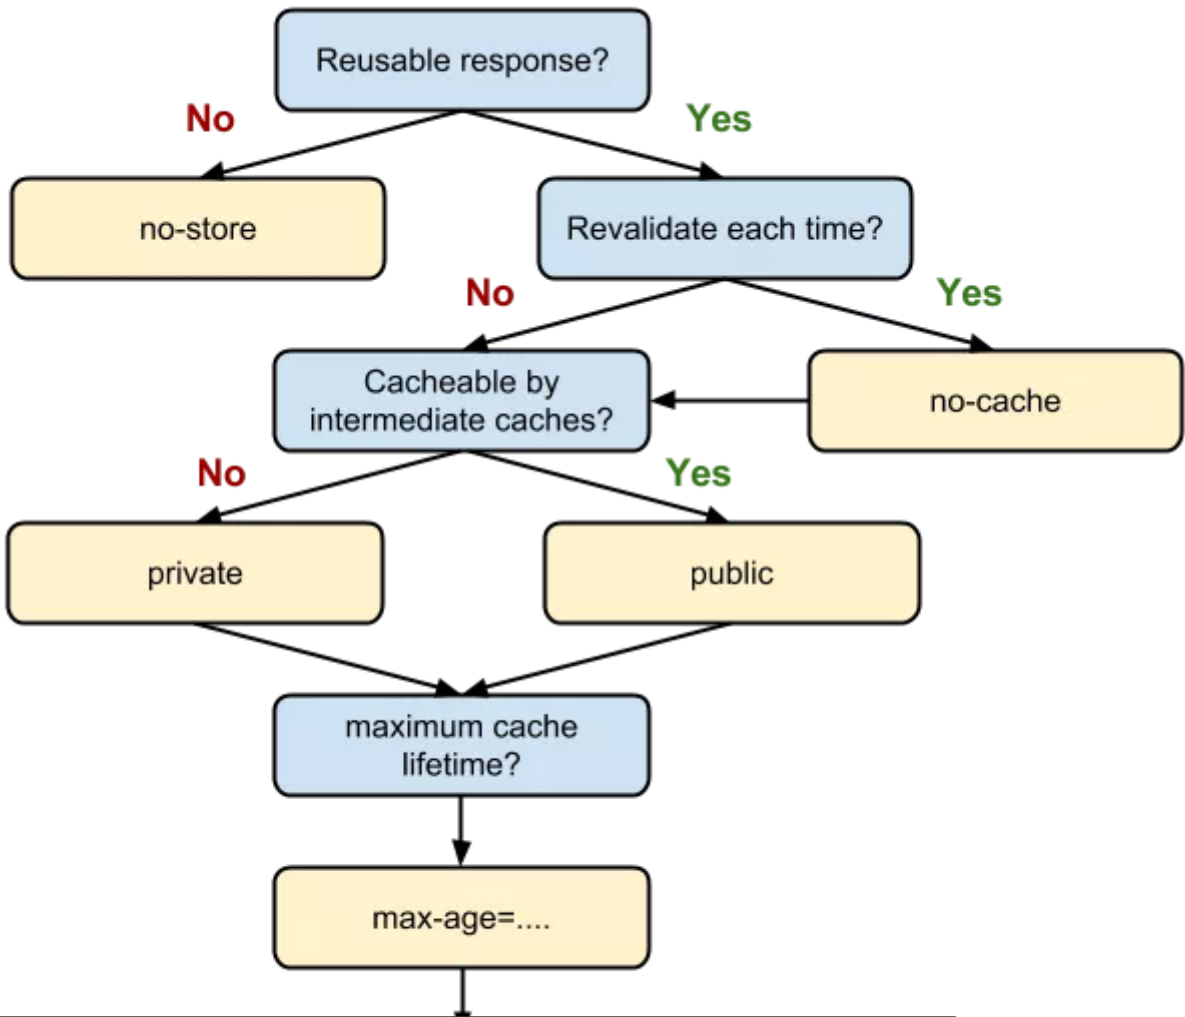 Reusable response?
No
Yes
no-store
Revalidate each time?
No
Yes
Cacheable by
intermediate caches?
no-cache
No
Yes
private
public
maximum cache
lifetime?
max-age=....